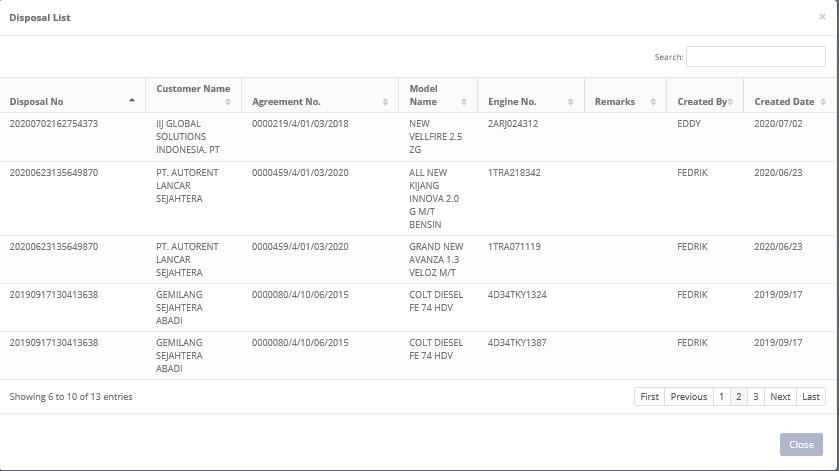 Disposal List ×
Search:
Disposal No Customer Name Agreement No. Model Name Engine No. Remarks Created By Created Date
20200702162754373 IIJ GLOBAL 0000219/4/01/03/2018 NEW 2ARJ024312 EDDY 2020/07/02
SOLUTIONS VELLFIRE 2.5
INDONESIA. PT ZG
20200623135649870 PT. AUTORENT 0000459/4/01/03/2020 ALL NEW 1TRA218342 FEDRIK 2020/06/23
LANCAR KIJANG
SEJAHTERA INNOVA 2.0
G M/T
BENSIN
20200623135649870 PT. AUTORENT 0000459/4/01/03/2020 GRAND NEW 1TRA071119 FEDRIK 2020/06/23
LANCAR AVANZA 1.3
SEJAHTERA VELOZ M/T
20190917130413638 GEMILANG 0000080/4/10/06/2015 COLT DIESEL 4D34TKY1324 FEDRIK 2019/09/17
SEJAHTERA FE 74 HDV
ABADI
20190917130413638 GEMILANG 0000080/4/10/06/2015 COLT DIESEL 4D34TKY1387 FEDRIK 2019/09/17
SEJAHTERA FE 74 HDV
ABADI
Showing 6 to 10 of 13 entries First Previous 1 2 3 Next Last
Close